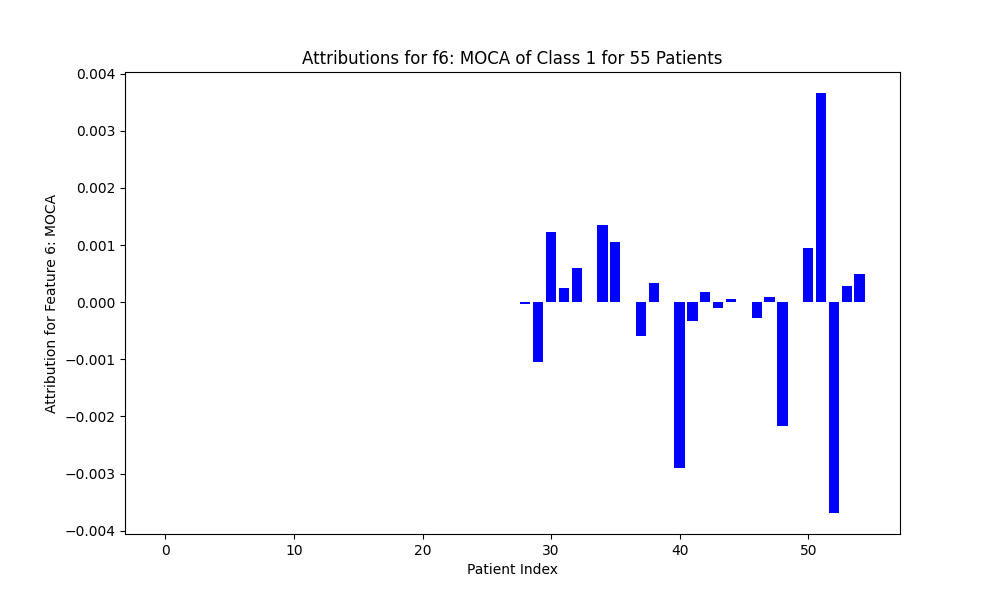 Attributions for f6: MOCA of Class 1 for 55 Patients
Attribution for Feature 6: MOCA
0.004
0.003
0.002
0.001
0.000
−0.001
−0.002
−0.003
−0.004
0 10 20 30 40 50
Patient Index